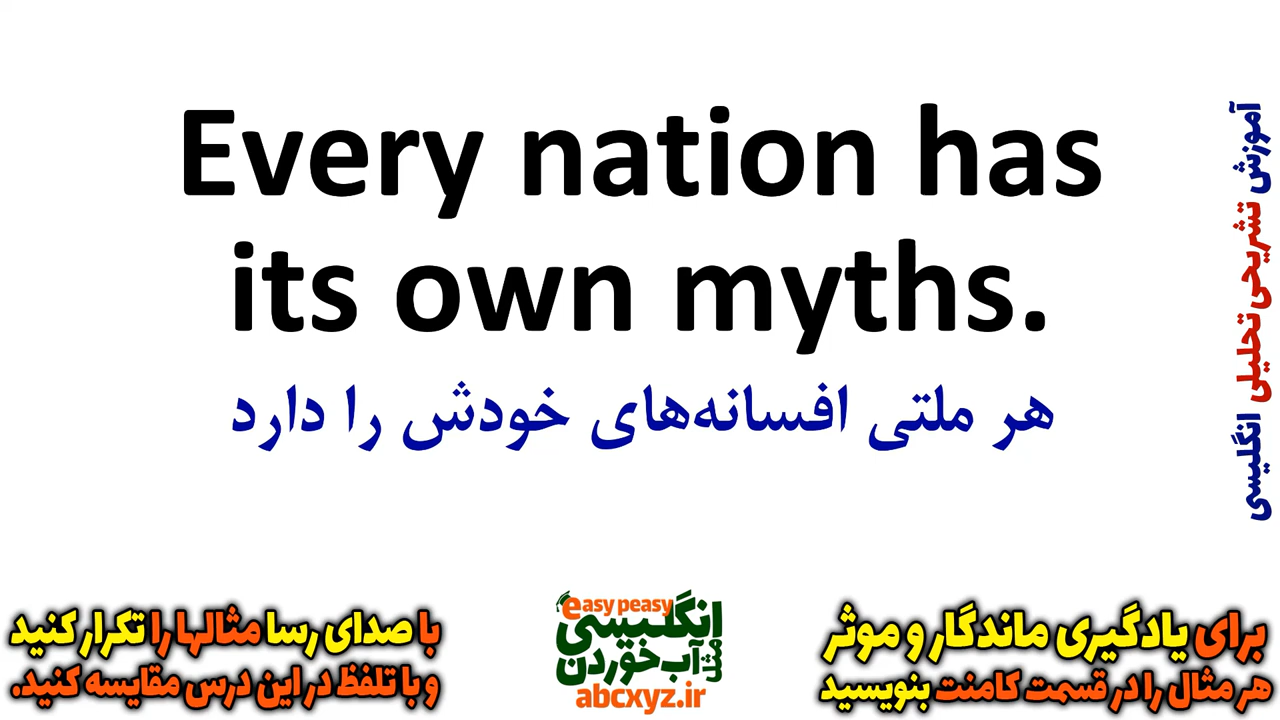 Every nation has
its own myths.
هر ملتی افسانه‌های خودش را دارد
آموزش تشریحی تحلیلی انگلیسی
برای یادگیری ماندگار و موثر
هر مثال را در قسمت کامنت بنویسید
easy peasy
انگلیسی
مثل آب خوردن
abcxyz.ir
با صدای رسا مثالها را تکرار کنید
و با تلفظ در این درس مقایسه کنید.